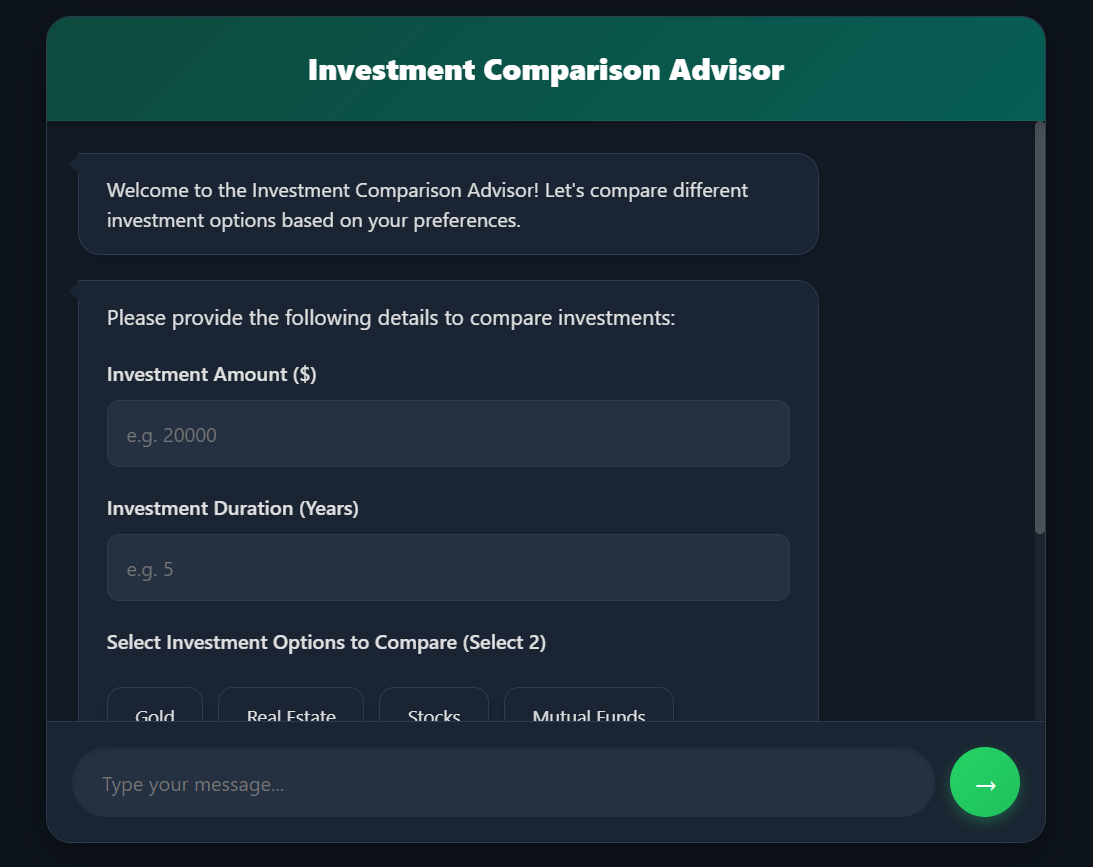 Investment Comparison Advisor
Welcome to the Investment Comparison Advisor! Let's compare different
investment options based on your preferences.
Please provide the following details to compare investments:
Investment Amount ($)
e.g. 20000
Investment Duration (Years)
e.g. 5
Select Investment Options to Compare (Select 2)
Gold Real Estate Stocks Mutual Funds
Type your message...
→